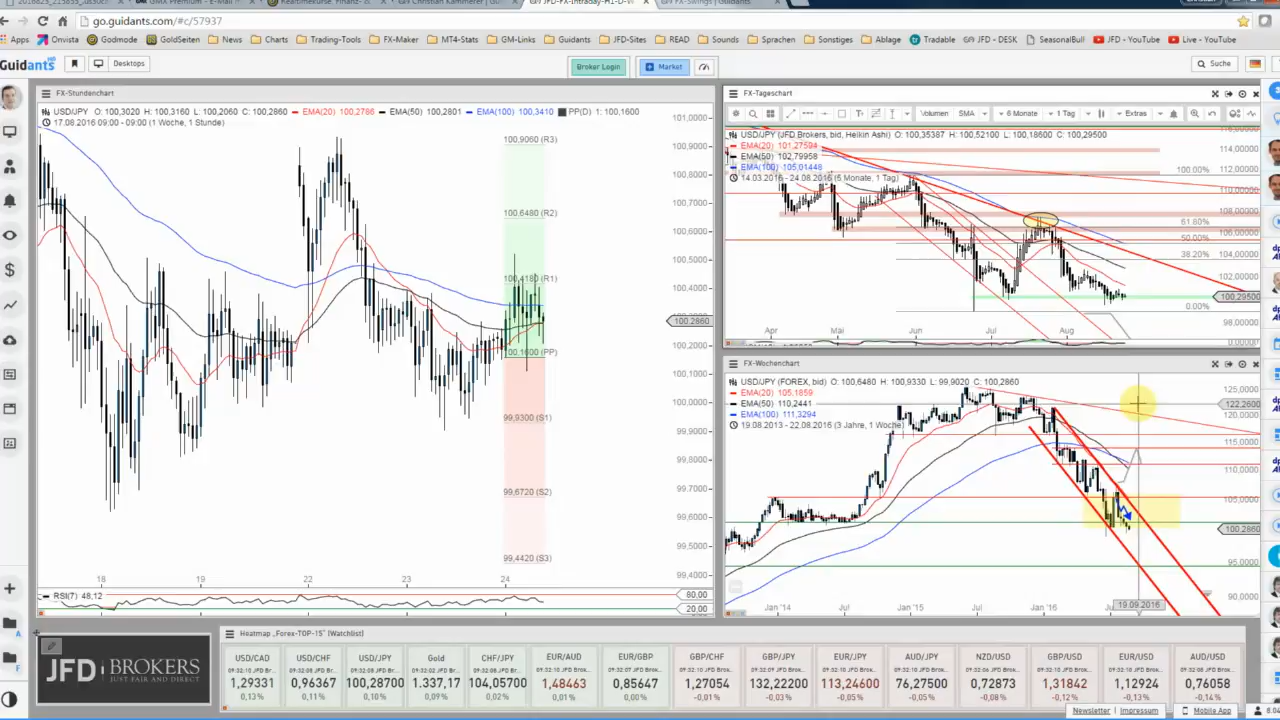 GMX Premium - E-Mail
Realtimekurse, Finanz-
Christian Kämmerer | G
JFD-FX-Intraday-H1-D-W
FX-Swings | Guidants
go.guidants.com/#c/57937
Apps Onvista Godmode GoldSeiten News Charts Trading-Tools FX-Maker MT4-Stats GM-Links Guidants JFD-Sites READ Sounds Sprachen Sonstiges Ablage Tradable JFD - DESK SeasonalBull JFD - YouTube Live - YouTube
Guidants
Desktops
Broker Login
Market
Suche
FX-Stundenchart
USD/JPY O: 100,3020 H: 100,3160 L: 100,2060 C: 100,2860 EMA(20) 100,2786 EMA(50) 100,2801 EMA(100) 100,3410 PP(D) 1: 100,1600
17.08.2016 09:00 - 09:00 (1 Woche, 1 Stunde)
101,0000
100,9060 (R3)
100,9000
100,8000
100,7000
100,6480 (R2)
100,6000
100,5000
100,4180 (R1)
100,4000
100,2860
100,2000
100,1600 (PP)
100,1000
100,0000
99,9300 (S1)
99,9000
99,8000
99,7000
99,6720 (S2)
99,6000
99,5000
99,4420 (S3)
99,4000
18 19 22 23 24
RSI(7) 48,12
80,00
20,00
FX-Tageschart
Volumen SMA 6 Monate 1 Tag Extras
USD/JPY (JFD Brokers, bid, Heikin Ashi) O: 100,35387 H: 100,52100 L: 100,18600 C: 100,29500
EMA(20) 101,27594
EMA(50) 102,79958
EMA(100) 105,01448
14.03.2016 - 24.08.2016 (5 Monate, 1 Tag)
114,00000
100.00%
112,00000
110,00000
108,00000
61.80%
106,00000
50.00%
38.20%
104,00000
102,00000
100,29500
0.00%
98,00000
Apr Mai Jun Jul Aug
0,00000
FX-Wochenchart
USD/JPY (FOREX, bid) O: 100,6480 H: 100,9330 L: 99,9020 C: 100,2860
EMA(20) 105,1859
EMA(50) 110,2441
EMA(100) 111,3294
19.08.2013 - 22.08.2016 (3 Jahre, 1 Woche)
125,0000
122,2600
120,0000
115,0000
110,0000
105,0000
100,2860
95,0000
90,0000
Jan '14 Jul Jan '15 Jul Jan '16
19.09.2016
JFD BROKERS
JUST FAIR AND DIRECT
Heatmap „Forex-TOP-15" (Watchlist)
USD/CAD USD/CHF USD/JPY Gold CHF/JPY EUR/AUD EUR/GBP GBP/CHF GBP/JPY EUR/JPY AUD/JPY NZD/USD GBP/USD EUR/USD AUD/USD
1,29331 0,96367 100,28700 1.337,17 104,05700 1,48463 0,85647 1,27054 132,22200 113,24600 76,27500 0,72873 1,31842 1,12924 0,76058
0,13% 0,11% 0,10% 0,09% 0,02% 0,01% 0,00% -0,01% -0,03% -0,05% -0,05% -0,08% -0,12% -0,13% -0,14%
Newsletter | Impressum Mobile App